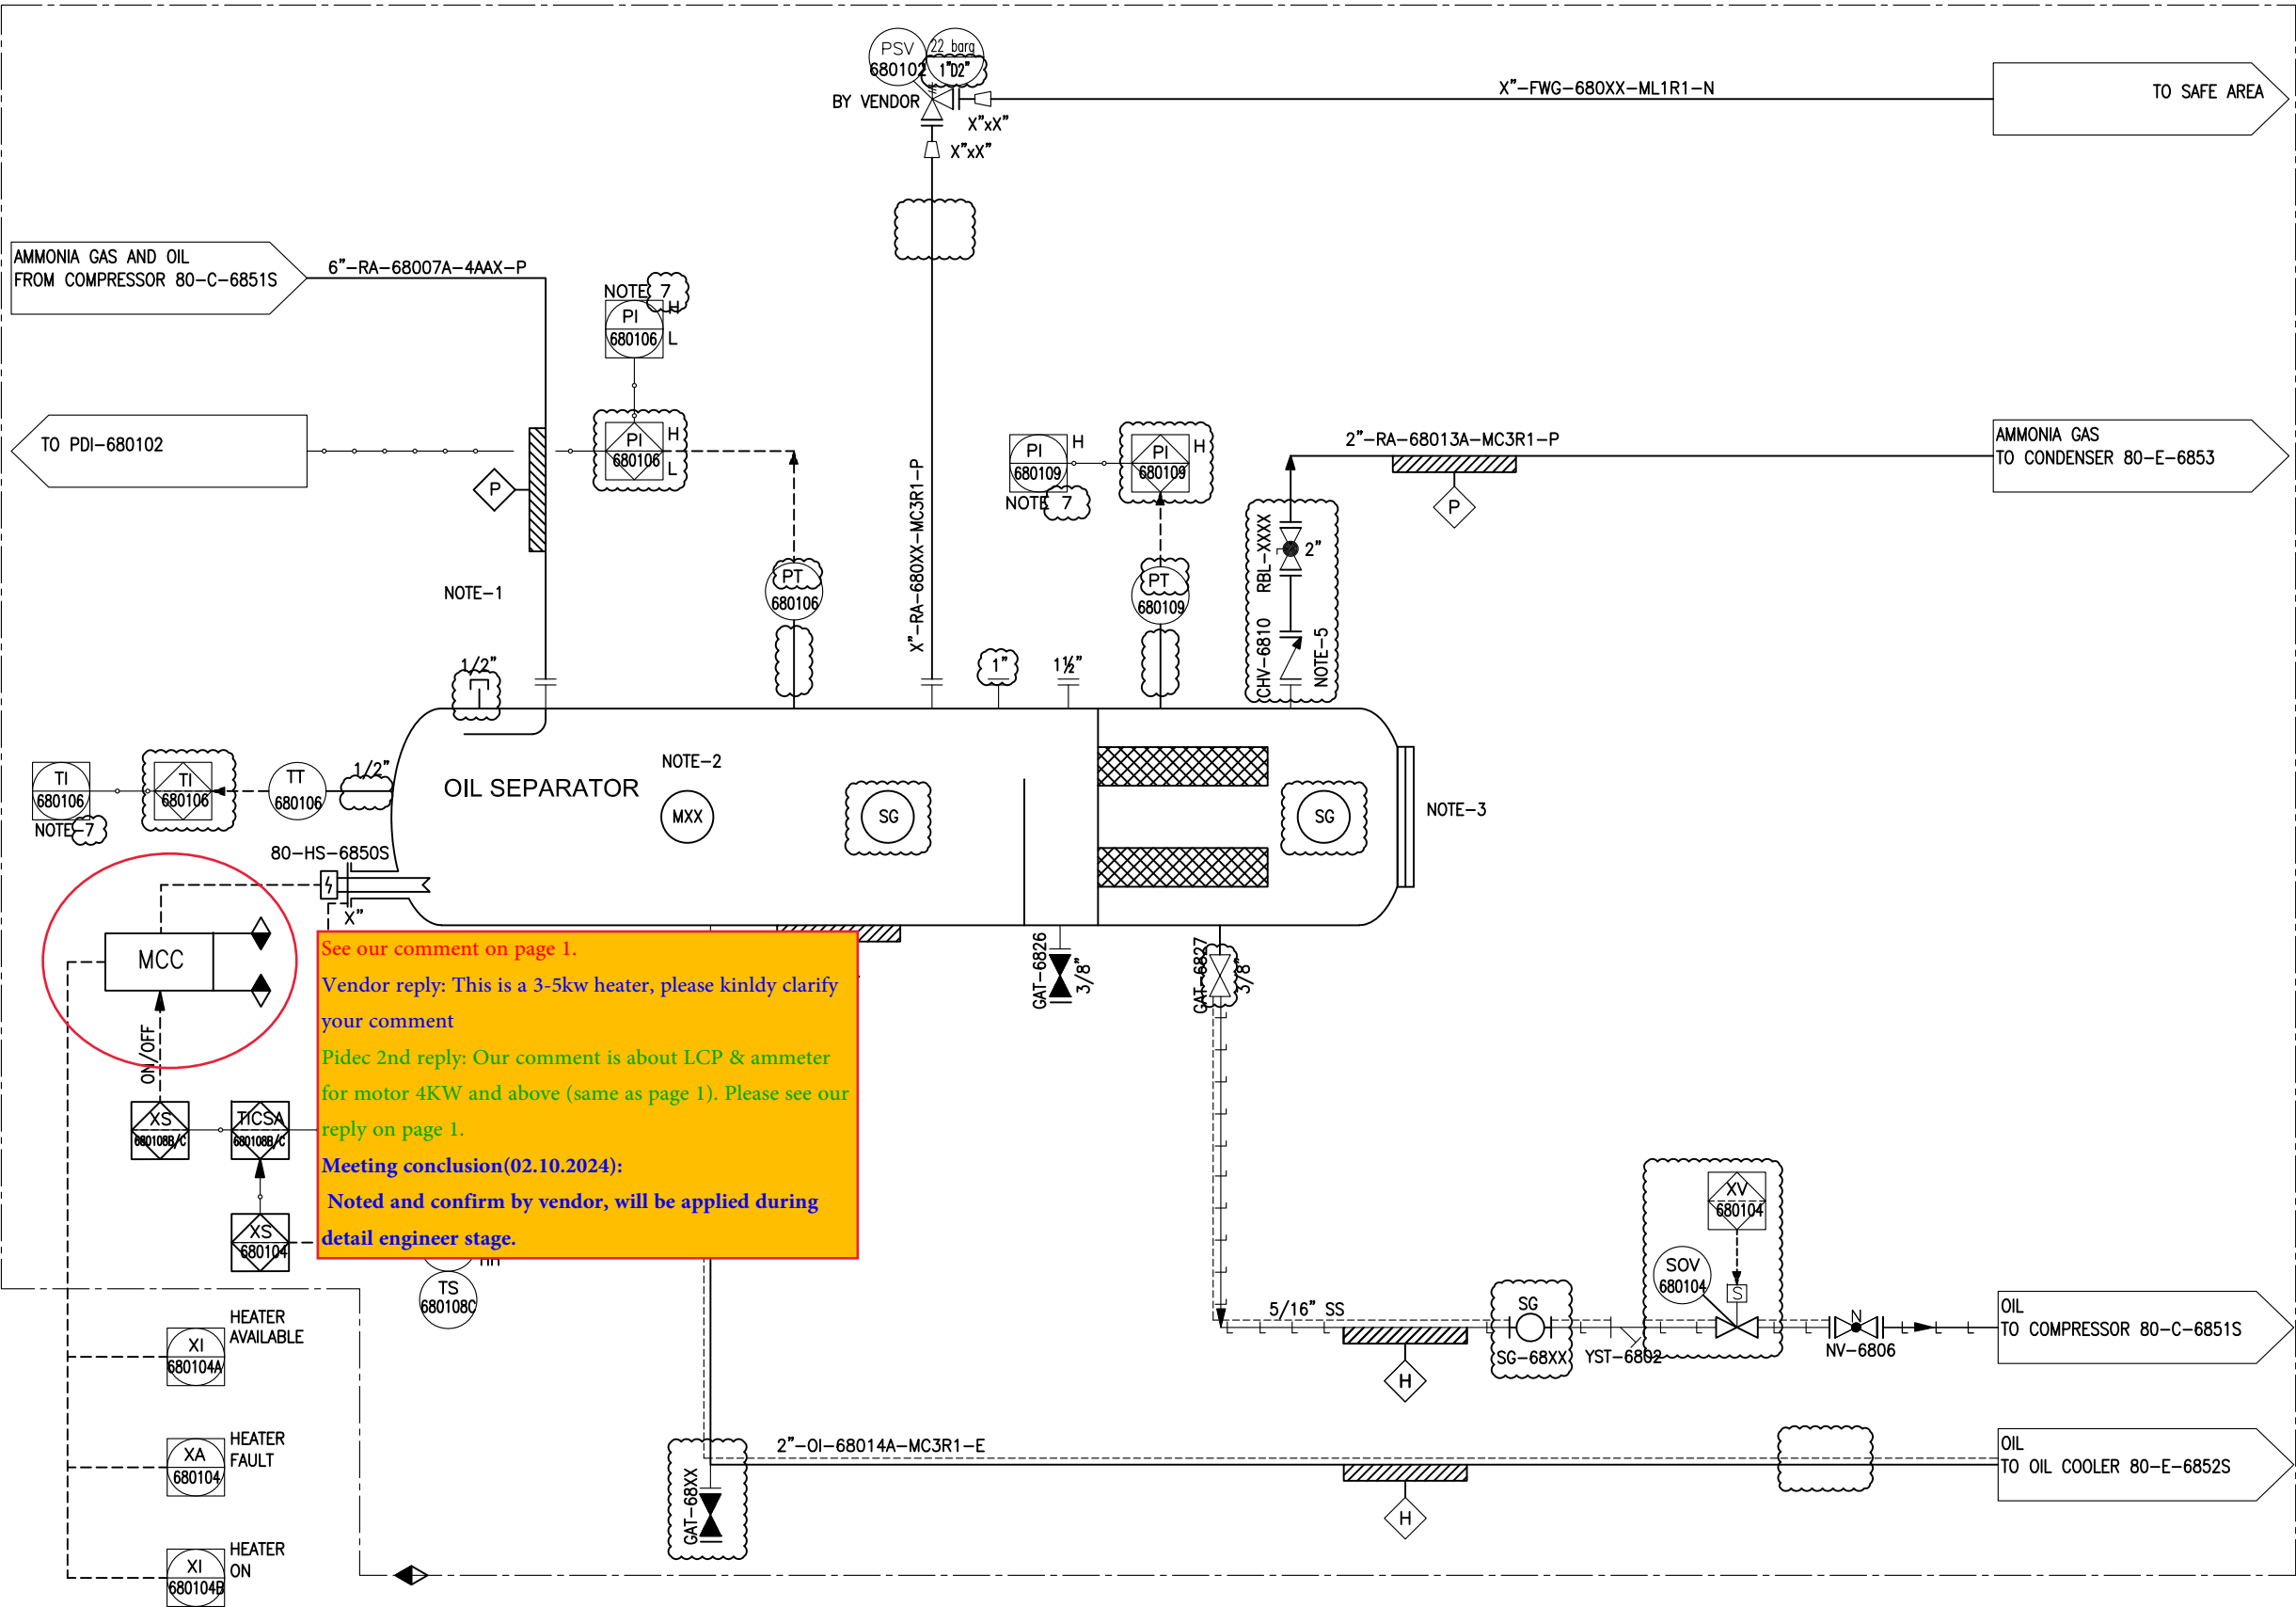 PSV
680102
22 barg
1"D2"
BY VENDOR
X"xX"
X"xX"
X"-FWG-680XX-ML1R1-N
TO SAFE AREA
AMMONIA GAS AND OIL
FROM COMPRESSOR 80-C-6851S
6"-RA-68007A-4AAX-P
NOTE 7
PI
680106
H
L
TO PDI-680102
P
PI
680106
H
L
X"-RA-680XX-MC3R1-P
PI
680109
H
NOTE 7
PI
680109
H
2"-RA-68013A-MC3R1-P
P
AMMONIA GAS
TO CONDENSER 80-E-6853
RBL-XXXX
2"
CHV-6810
NOTE-5
NOTE-1
PT
680106
PT
680109
1/2"
1"
1½"
TI
680106
NOTE-7
TI
680106
TT
680106
1/2"
OIL SEPARATOR
NOTE-2
MXX
SG
SG
NOTE-3
80-HS-6850S
X"
MCC
ON/OFF
See our comment on page 1.
Vendor reply: This is a 3-5kw heater, please kinldy clarify
your comment
Pidec 2nd reply: Our comment is about LCP & ammeter
for motor 4KW and above (same as page 1). Please see our
reply on page 1.
Meeting conclusion(02.10.2024):
Noted and confirm by vendor, will be applied during
detail engineer stage.
GAT-6826
3/8"
GAT-6827
3/8"
XS
680108B/C
TICSA
680108B/C
XS
680104
HH
TS
680108C
XV
680104
SOV
680104
S
5/16" SS
H
SG
SG-68XX
YST-6802
N
NV-6806
OIL
TO COMPRESSOR 80-C-6851S
HEATER
AVAILABLE
XI
680104A
HEATER
FAULT
XA
680104
HEATER
ON
XI
680104B
GAT-68XX
2"-OI-68014A-MC3R1-E
H
OIL
TO OIL COOLER 80-E-6852S